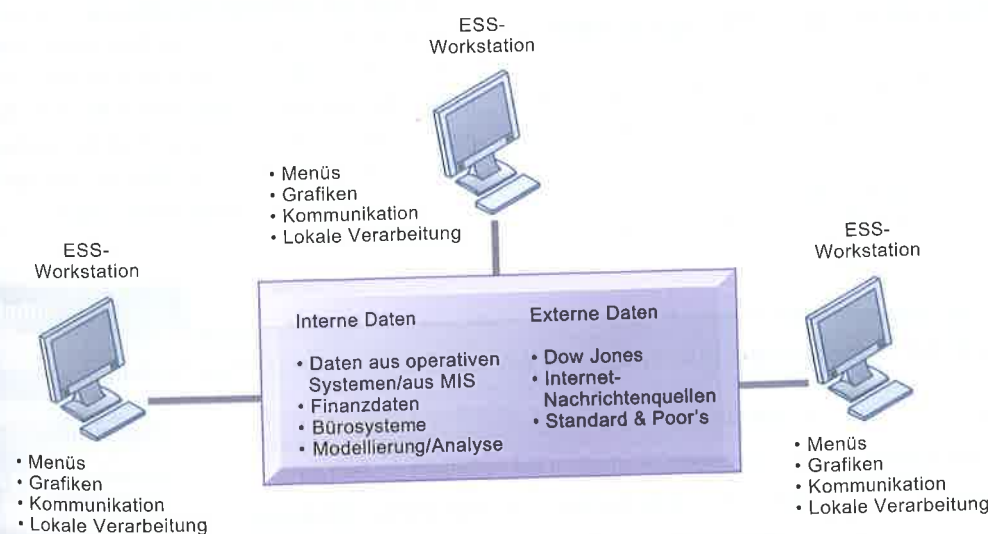 ESS-
Workstation
• Menüs
• Grafiken
• Kommunikation
• Lokale Verarbeitung
ESS-
Workstation
• Menüs
• Grafiken
• Kommunikation
• Lokale Verarbeitung
Interne Daten
• Daten aus operativen
Systemen/aus MIS
• Finanzdaten
• Bürosysteme
• Modellierung/Analyse
Externe Daten
• Dow Jones
• Internet-
Nachrichtenquellen
• Standard & Poor's
ESS-
Workstation
• Menüs
• Grafiken
• Kommunikation
• Lokale Verarbeitung